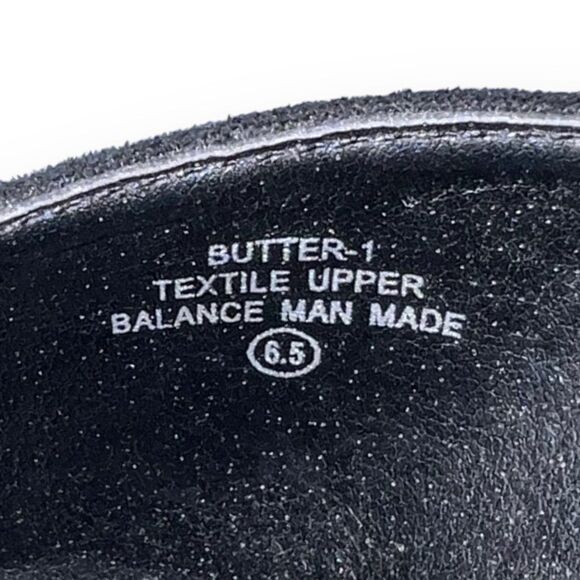 BUTTER-1
TEXTILE UPPER
BALANCE MAN MADE
6.5